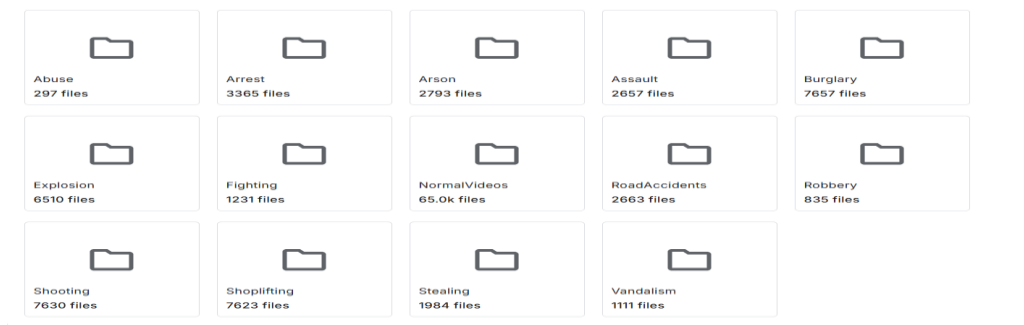 Abuse
297 files
Arrest
3365 files
Arson
2793 files
Assault
2657 files
Burglary
7657 files
Explosion
6510 files
Fighting
1231 files
NormalVideos
65.0k files
RoadAccidents
2663 files
Robbery
835 files
Shooting
7630 files
Shoplifting
7623 files
Stealing
1984 files
Vandalism
1111 files